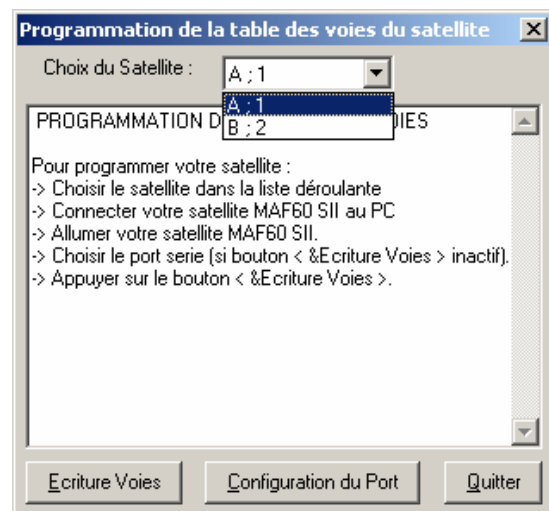 Programmation de la table des voies du satellite
Choix du Satellite :
A ; 1
A ; 1
B ; 2
PROGRAMMATION D OIES
Pour programmer votre satellite :
-> Choisir le satellite dans la liste déroulante
-> Connecter votre satellite MAF60 SII au PC
-> Allumer votre satellite MAF60 SII.
-> Choisir le port serie (si bouton < &Ecriture Voies > inactif).
-> Appuyer sur le bouton < &Ecriture Voies >.
Ecriture Voies
Configuration du Port
Quitter